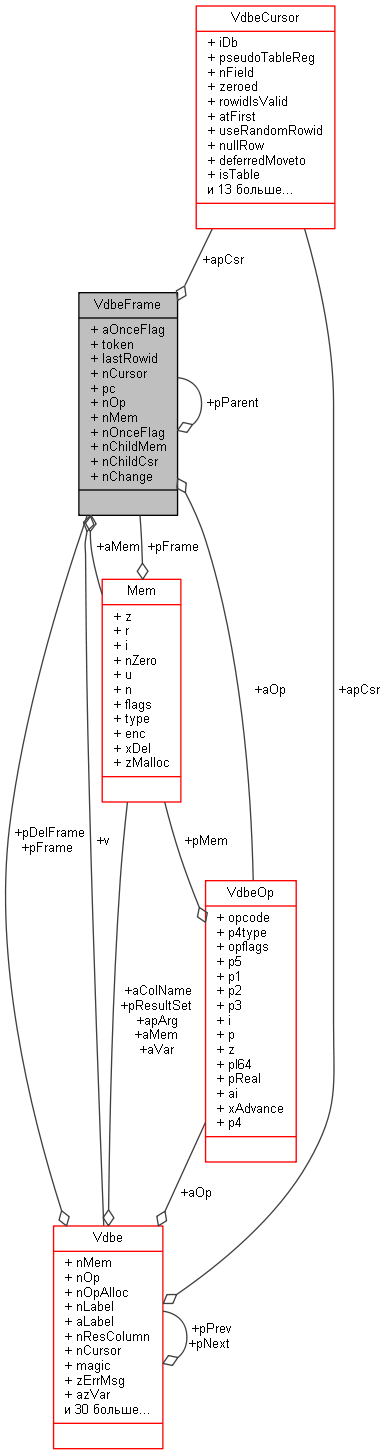 VdbeCursor
+ iDb
+ pseudoTableReg
+ nField
+ zeroed
+ rowidIsValid
+ atFirst
+ useRandomRowid
+ nullRow
+ deferredMoveto
+ isTable
и 13 больше...
+apCsr
VdbeFrame
+ aOnceFlag
+ token
+ lastRowid
+ nCursor
+ pc
+ nOp
+ nMem
+ nOnceFlag
+ nChildMem
+ nChildCsr
+ nChange
+pParent
+aMem
+pFrame
Mem
+ z
+ r
+ i
+ nZero
+ u
+ n
+ flags
+ type
+ enc
+ xDel
+ zMalloc
+aOp
+apCsr
+pDelFrame
+pFrame
+v
+pMem
VdbeOp
+ opcode
+ p4type
+ opflags
+ p5
+ p1
+ p2
+ p3
+ i
+ p
+ z
+ pI64
+ pReal
+ ai
+ xAdvance
+ p4
+aColName
+pResultSet
+apArg
+aMem
+aVar
+aOp
Vdbe
+ nMem
+ nOp
+ nOpAlloc
+ nLabel
+ aLabel
+ nResColumn
+ nCursor
+ magic
+ zErrMsg
+ azVar
и 30 больше...
+pPrev
+pNext